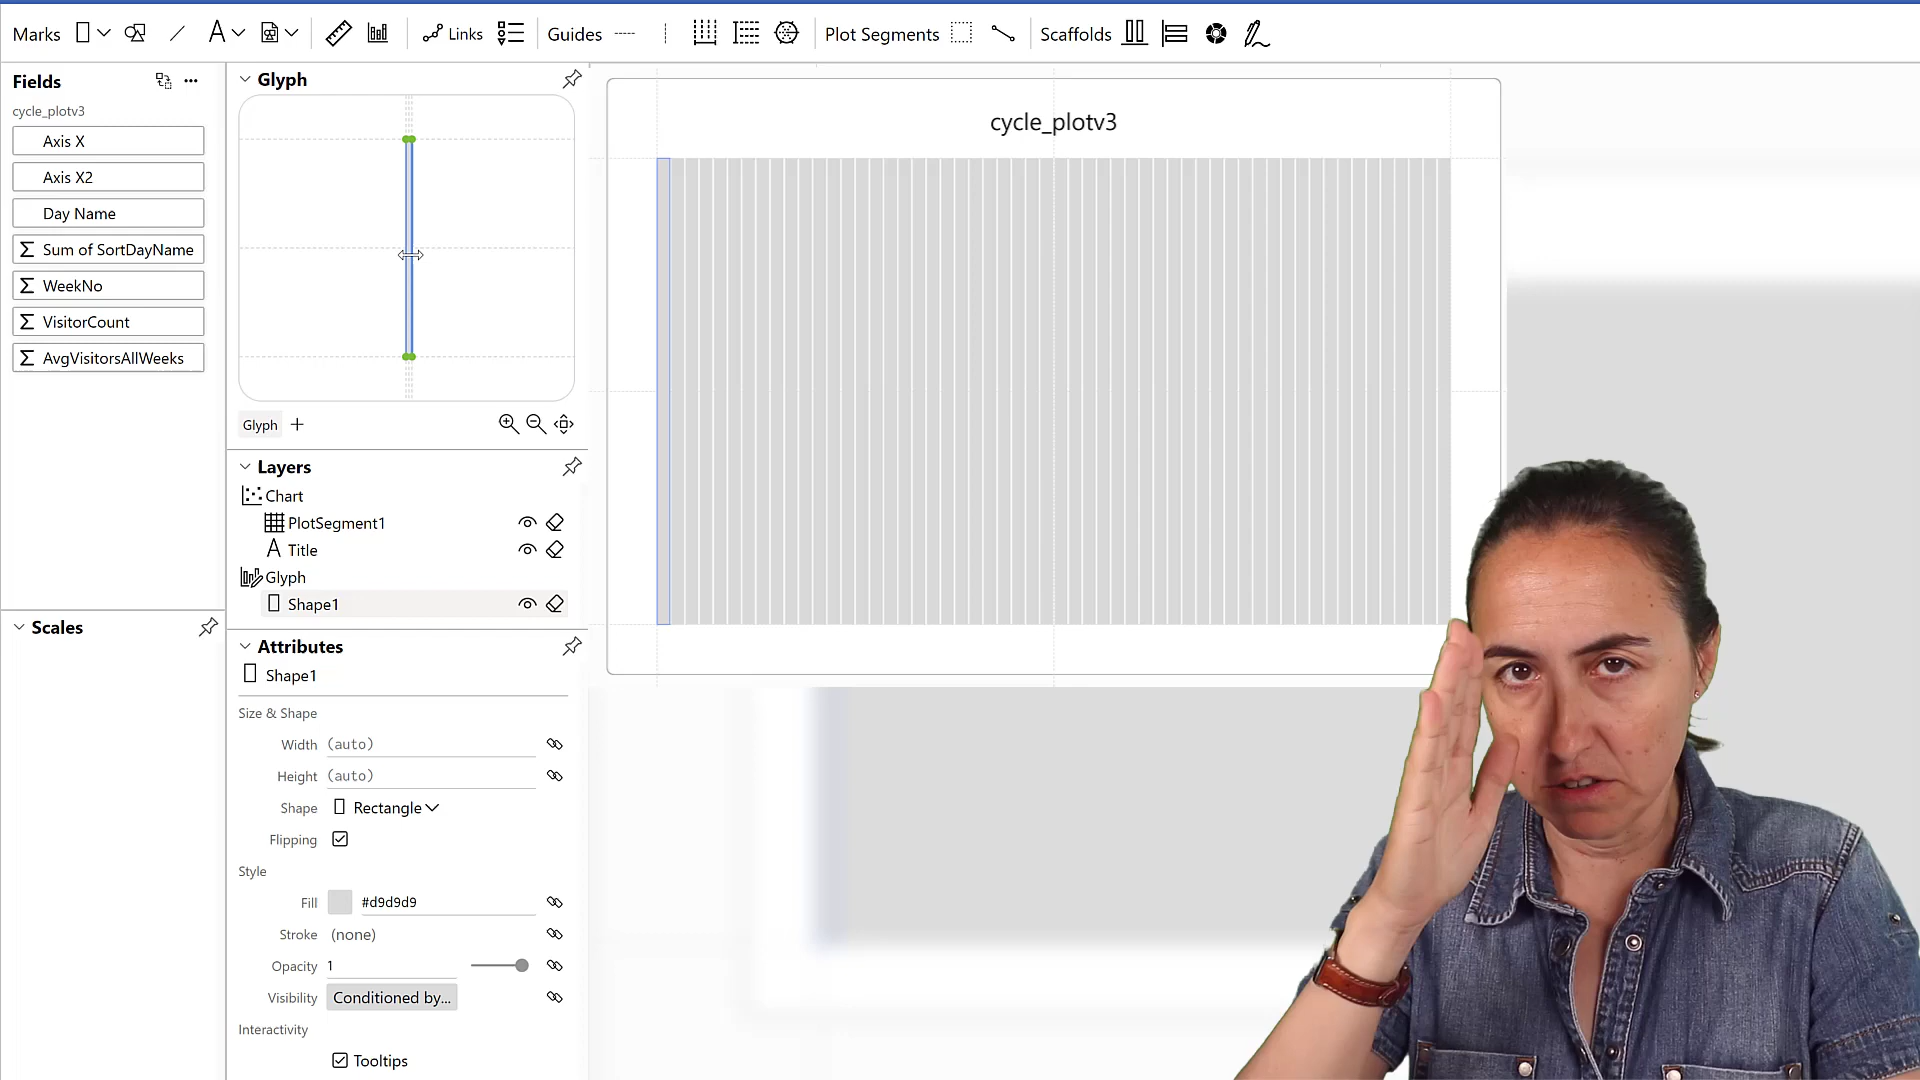 Marks
Links
Guides
Plot Segments
Scaffolds
Fields
cycle_plotv3
Axis X
Axis X2
Day Name
Sum of SortDayName
WeekNo
VisitorCount
AvgVisitorsAllWeeks
Scales
Glyph
Glyph +
Layers
Chart
PlotSegment1
Title
Glyph
Shape1
Attributes
Shape1
Size & Shape
Width (auto)
Height (auto)
Shape Rectangle
Flipping
Style
Fill #d9d9d9
Stroke (none)
Opacity 1
Visibility Conditioned by...
Interactivity
Tooltips
cycle_plotv3